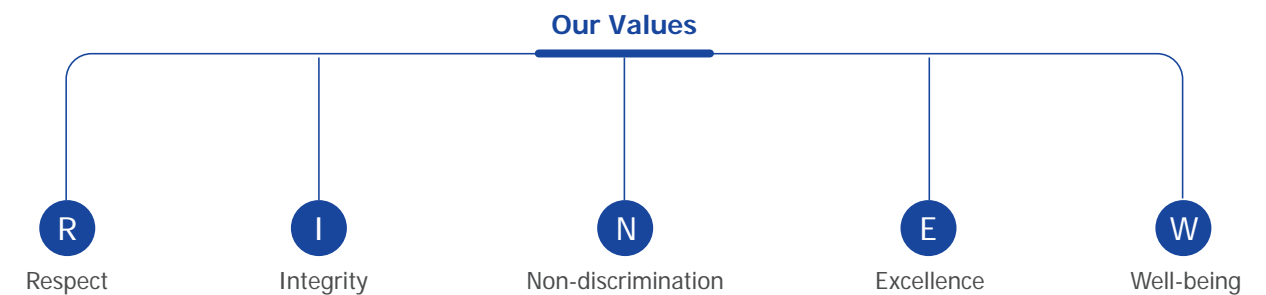 Our Values
R
I
N
E
W
Respect
Integrity
Non-discrimination
Excellence
Well-being